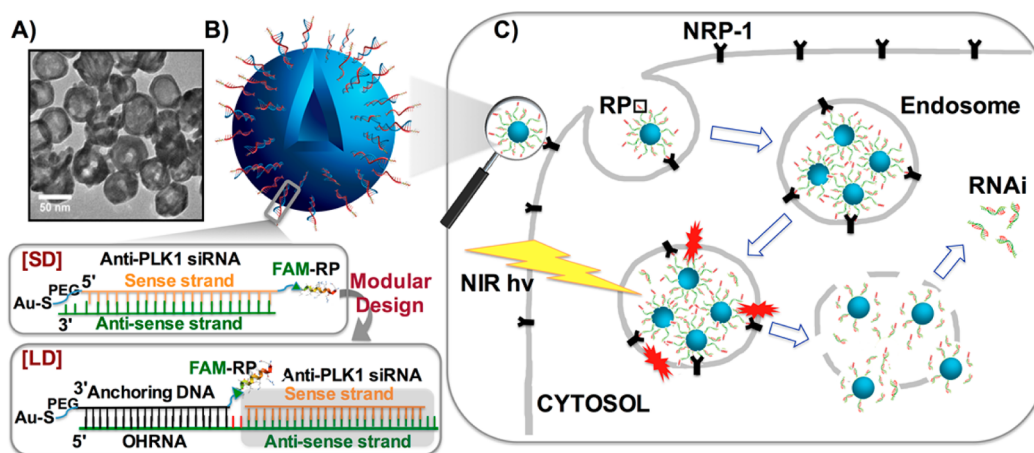 A)
50 nm
B)
C)
NRP-1
RP
Endosome
RNAi
NIR hv
CYTOSOL
[SD]
Anti-PLK1 siRNA
5'
Sense strand
FAM-RP
PEG
Au-S
3'
Anti-sense strand
Modular
Design
[LD]
FAM-RP
3'
Anchoring DNA
Anti-PLK1 siRNA
Sense strand
PEG
Au-S
5'
OHRNA
Anti-sense strand